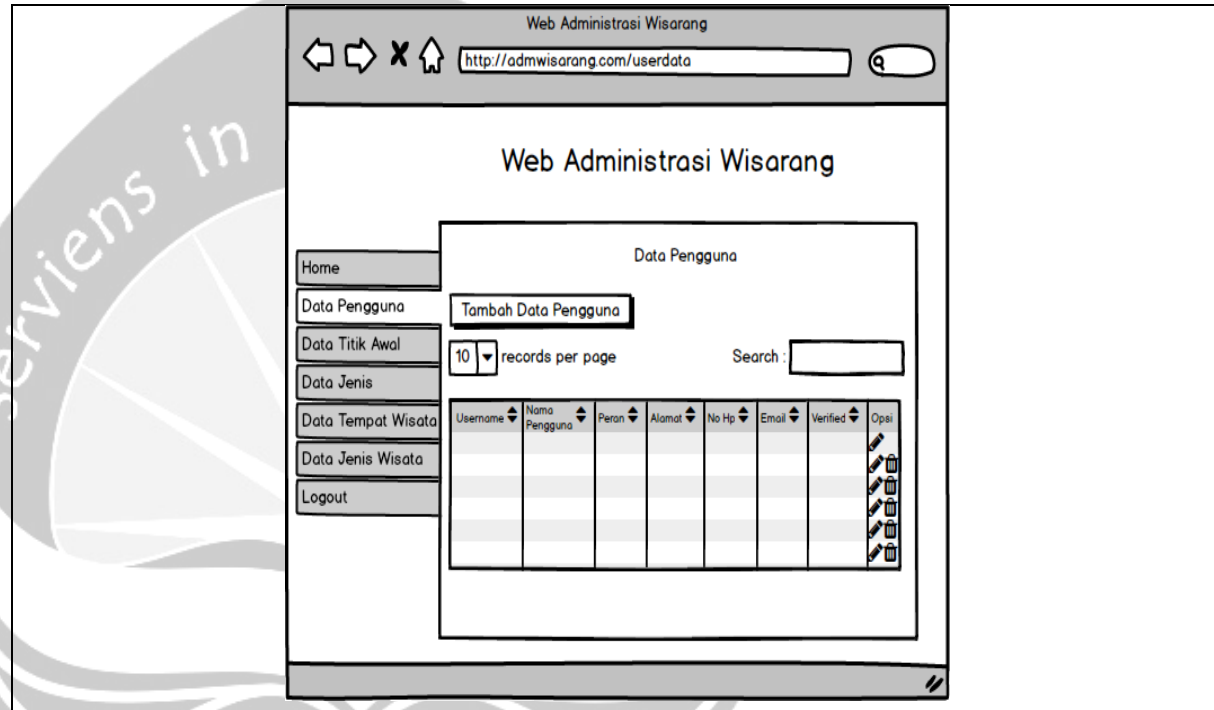 Web Administrasi Wisarang
http://admwisarang.com/userdata
serviens in
Web Administrasi Wisarang
Home
Data Pengguna
Data Titik Awal
Data Jenis
Data Tempat Wisata
Data Jenis Wisata
Logout
Data Pengguna
Tambah Data Pengguna
10 records per page
Search :
Username Nama Pengguna Peran Alamat No Hp Email Verified Opsi